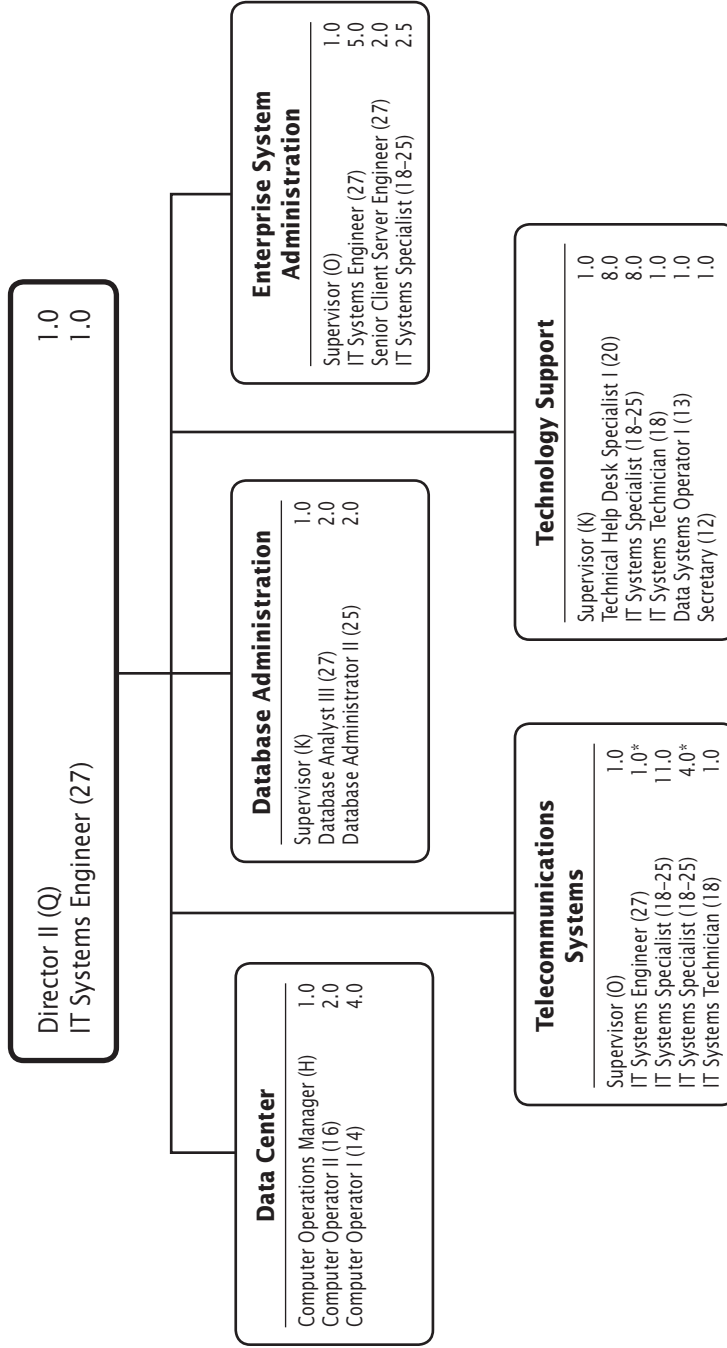 Director II (Q) 1.0
IT Systems Engineer (27) 1.0
Data Center
Computer Operations Manager (H) 1.0
Computer Operator II (16) 2.0
Computer Operator I (14) 4.0
Database Administration
Supervisor (K) 1.0
Database Analyst III (27) 2.0
Database Administrator II (25) 2.0
Enterprise System
Administration
Supervisor (O) 1.0
IT Systems Engineer (27) 5.0
Senior Client Server Engineer (27) 2.0
IT Systems Specialist (18–25) 2.5
Telecommunications
Systems
Supervisor (O) 1.0
IT Systems Engineer (27) 1.0*
IT Systems Specialist (18–25) 11.0
IT Systems Specialist (18–25) 4.0*
IT Systems Technician (18) 1.0
Technology Support
Supervisor (K) 1.0
Technical Help Desk Specialist I (20) 8.0
IT Systems Specialist (18–25) 8.0
IT Systems Technician (18) 1.0
Data Systems Operator I (13) 1.0
Secretary (12) 1.0